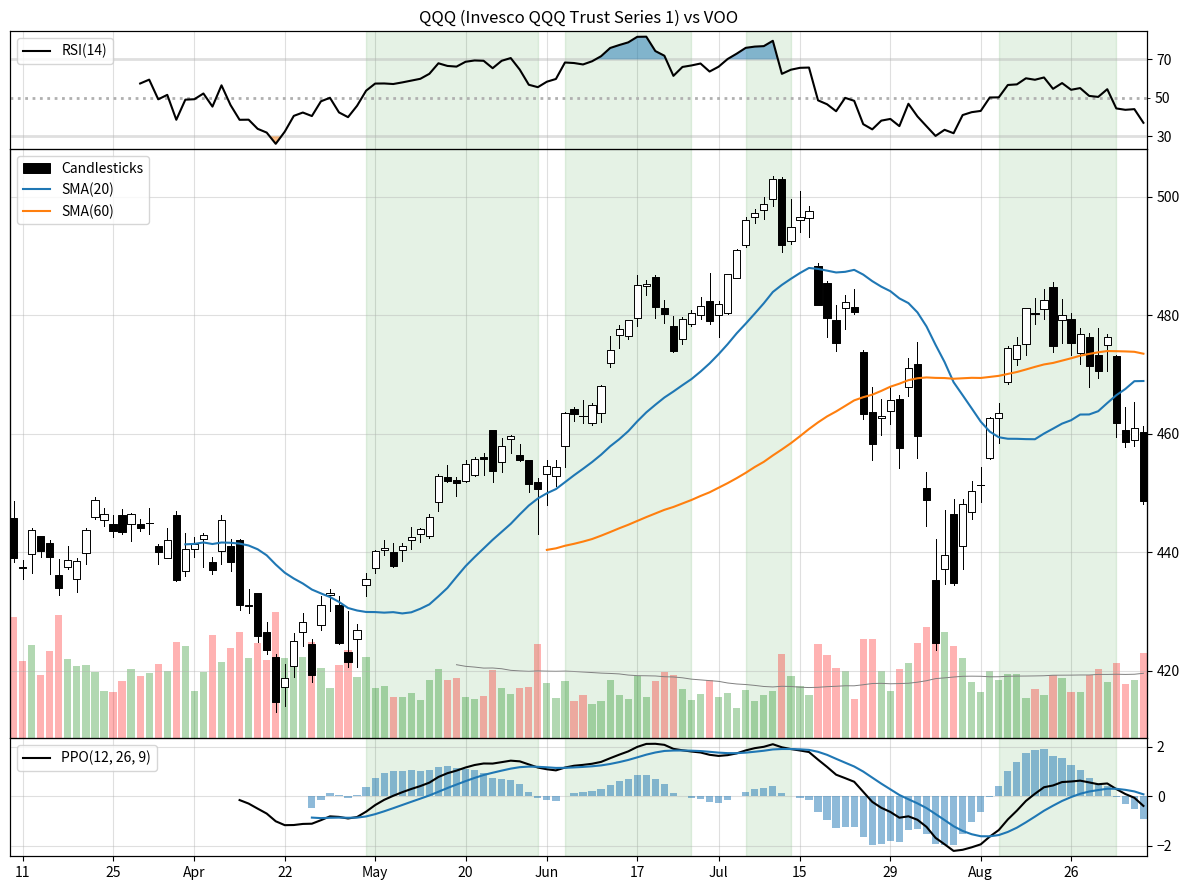 QQQ (Invesco QQQ Trust Series 1) vs VOO
RSI(14)
70
50
30
Candlesticks
SMA(20)
SMA(60)
500
480
460
440
420
PPO(12, 26, 9)
2
0
−2
11 25 Apr 22 May 20 Jun 17 Jul 15 29 Aug 26